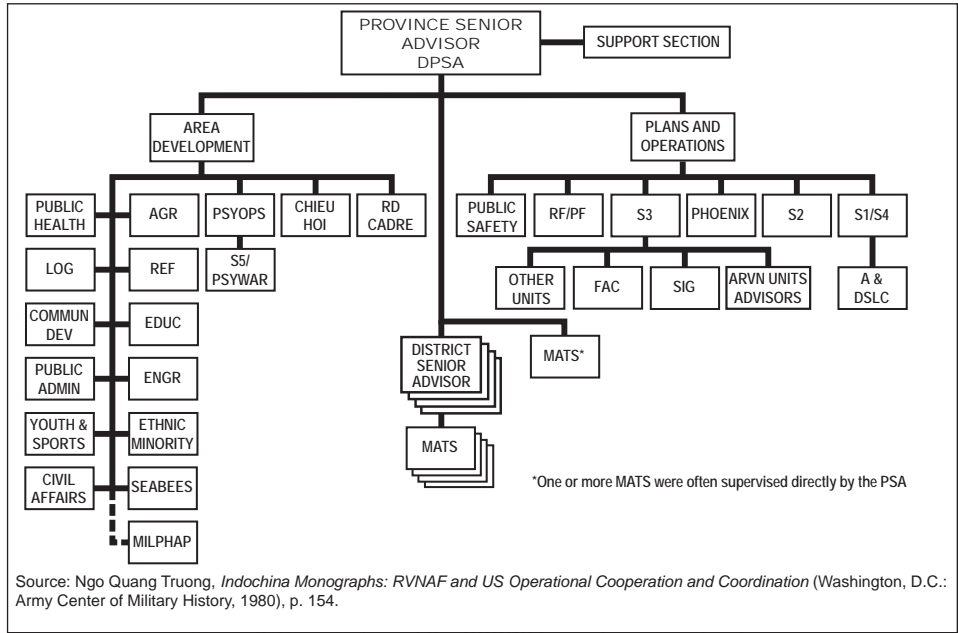 PROVINCE SENIOR
ADVISOR
DPSA
SUPPORT SECTION
AREA
DEVELOPMENT
PLANS AND
OPERATIONS
PUBLIC
HEALTH
AGR
PSYOPS
CHIEU
HOI
RD
CADRE
PUBLIC
SAFETY
RF/PF
S3
PHOENIX
S2
S1/S4
LOG
REF
S5/
PSYWAR
OTHER
UNITS
FAC
SIG
ARVN UNITS
ADVISORS
A &
DSLC
COMMUN
DEV
EDUC
DISTRICT
SENIOR
ADVISOR
MATS*
PUBLIC
ADMIN
ENGR
YOUTH &
SPORTS
ETHNIC
MINORITY
MATS
CIVIL
AFFAIRS
SEABEES
*One or more MATS were often supervised directly by the PSA
MILPHAP
Source: Ngo Quang Truong, Indochina Monographs: RVNAF and US Operational Cooperation and Coordination (Washington, D.C.:
Army Center of Military History, 1980), p. 154.